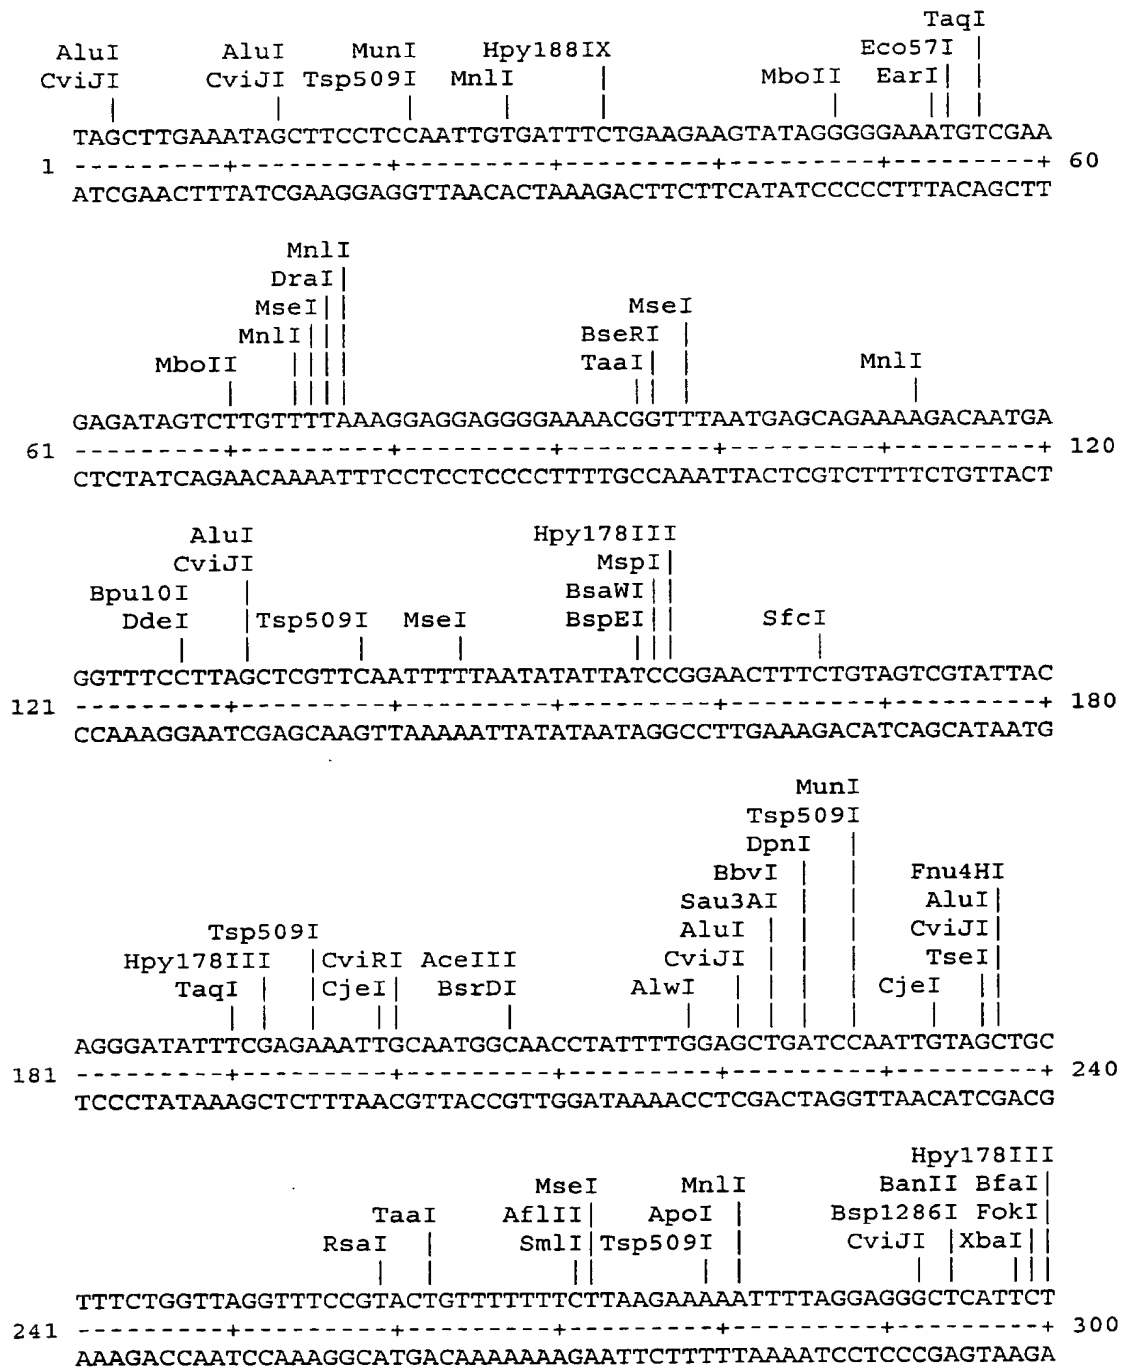 TaqI
AluI AluI MunI Hpy188IX Eco57I |
CviJI CviJI Tsp509I MnlI | MboII EarI| |
| | | | | | || |
TAGCTTGAAATAGCTTCCTCCAATTGTGATTTCTGAAGAAGTATAGGGGGAAATGTCGAA
1 ---------+---------+---------+---------+---------+---------+ 60
ATCGAACTTTATCGAAGGAGGTTAACACTAAAGACTTCTTCATATCCCCCTTTACAGCTT
MnlI
DraI|
MseI|| MseI
MnlI||| BseRI |
MboII |||| TaaI| | MnlI
| |||| || | |
GAGATAGTCTTGTTTTTAAAGGAGGAGGGGAAAACGGTTTAATGAGCAGAAAAGACAATGA
61 ---------+---------+---------+---------+---------+---------+ 120
CTCTATCAGAACAAAATTTCCTCCTCCCCTTTTGCCAAATTACTCGTCTTTTCTGTTACT
AluI Hpy178III
CviJI MspI|
Bpu10I | BsaWI||
DdeI |Tsp509I MseI BspEI|| SfcI
| | | | ||| |
GGTTTCCTTAGCTCGTTCAATTTTTAATATATTATCCGGAACTTTCTGTAGTCGTATTAC
121 ---------+---------+---------+---------+---------+---------+ 180
CCAAAGGAATCGAGCAAGTTAAAAATTATATAATAGGCCTTGAAAGACATCAGCATAATG
MunI
Tsp509I
DpnI |
BbvI | | Fnu4HI
Sau3AI | | AluI|
Tsp509I AluI | | | CviJI|
Hpy178III |CviRI AceIII CviJI | | | TseI|
TaqI | |CjeI| BsrDI AlwI | | | | CjeI ||
| | | || | | | | | | | ||
AGGGATATTTCGAGAAATTGCAATGGCAACCTATTTTGGAGCTGATCCAATTGTAGCTGC
181 ---------+---------+---------+---------+---------+---------+ 240
TCCCTATAAAGCTCTTTAACGTTACCGTTGGATAAAACCTCGACTAGGTTAACATCGACG
Hpy178III
MseI MnlI BanII BfaI|
TaaI AflII| ApoI | Bsp1286I FokI|
RsaI | SmlI|Tsp509I | CviJI |XbaI||
| | || | | | | |||
TTTCTGGTTAGGTTTCCGTACTGTTTTTTTCTTAAGAAAAATTTTAGGAGGGCTCATTCT
241 ---------+---------+---------+---------+---------+---------+ 300
AAAGACCAATCCAAAGGCATGACAAAAAAAGAATTCTTTTTAAAATCCTCCCGAGTAAGA